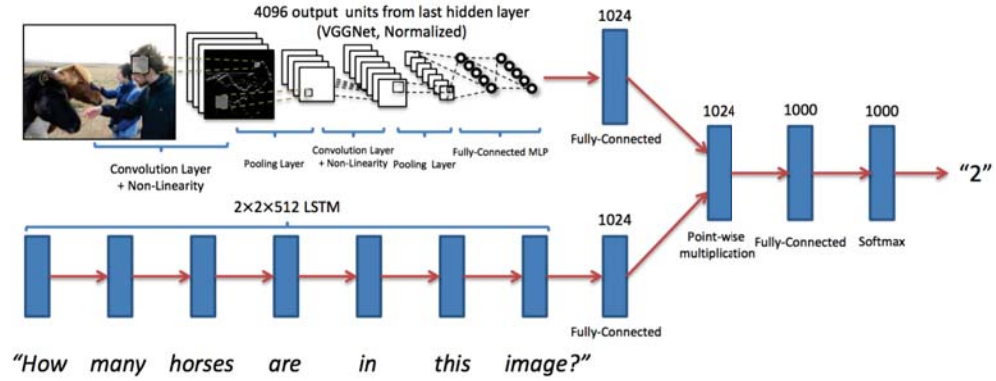 4096 output units from last hidden layer
(VGGNet, Normalized)
1024
Convolution Layer
+ Non-Linearity
Pooling Layer
Convolution Layer
+ Non-Linearity
Pooling Layer
Fully-Connected MLP
Fully-Connected
1024
1000
1000
"2"
Point-wise
multiplication
Fully-Connected
Softmax
2×2×512 LSTM
1024
Fully-Connected
"How many horses are in this image?"